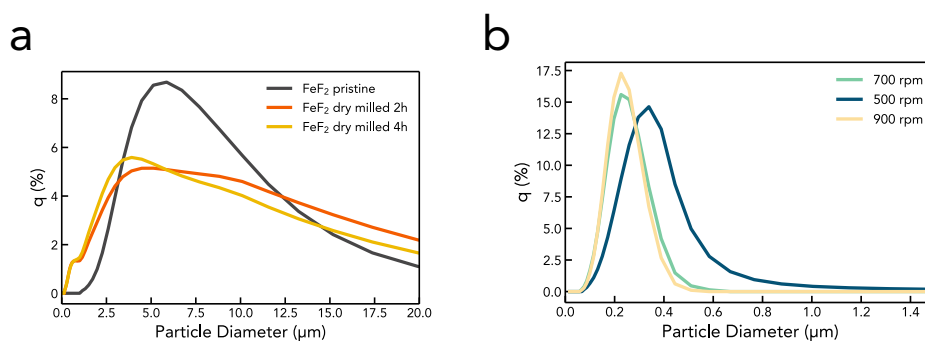 a
q (%)
8
6
4
2
0
FeF₂ pristine
FeF₂ dry milled 2h
FeF₂ dry milled 4h
0.0 2.5 5.0 7.5 10.0 12.5 15.0 17.5 20.0
Particle Diameter (μm)
b
q (%)
17.5
15.0
12.5
10.0
7.5
5.0
2.5
0.0
700 rpm
500 rpm
900 rpm
0.0 0.2 0.4 0.6 0.8 1.0 1.2 1.4
Particle Diameter (μm)